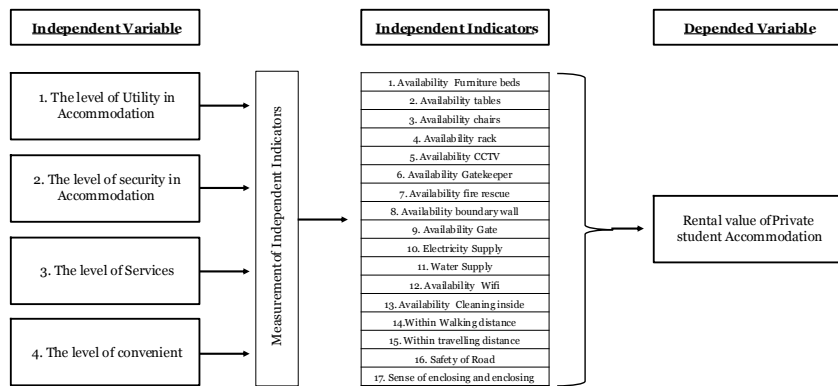 Independent Variable
1. The level of Utility in
Accommodation
2. The level of security in
Accommodation
3. The level of Services
4. The level of convenient
Measurement of Independent Indicators
Independent Indicators
1. Availability Furniture beds
2. Availability tables
3. Availability chairs
4. Availability rack
5. Availability CCTV
6. Availability Gatekeeper
7. Availability fire rescue
8. Availability boundary wall
9. Availability Gate
10. Electricity Supply
11. Water Supply
12. Availability Wifi
13. Availability Cleaning inside
14.Within Walking distance
15. Within travelling distance
16. Safety of Road
17. Sense of enclosing and enclosing
Depended Variable
Rental value of Private
student Accommodation